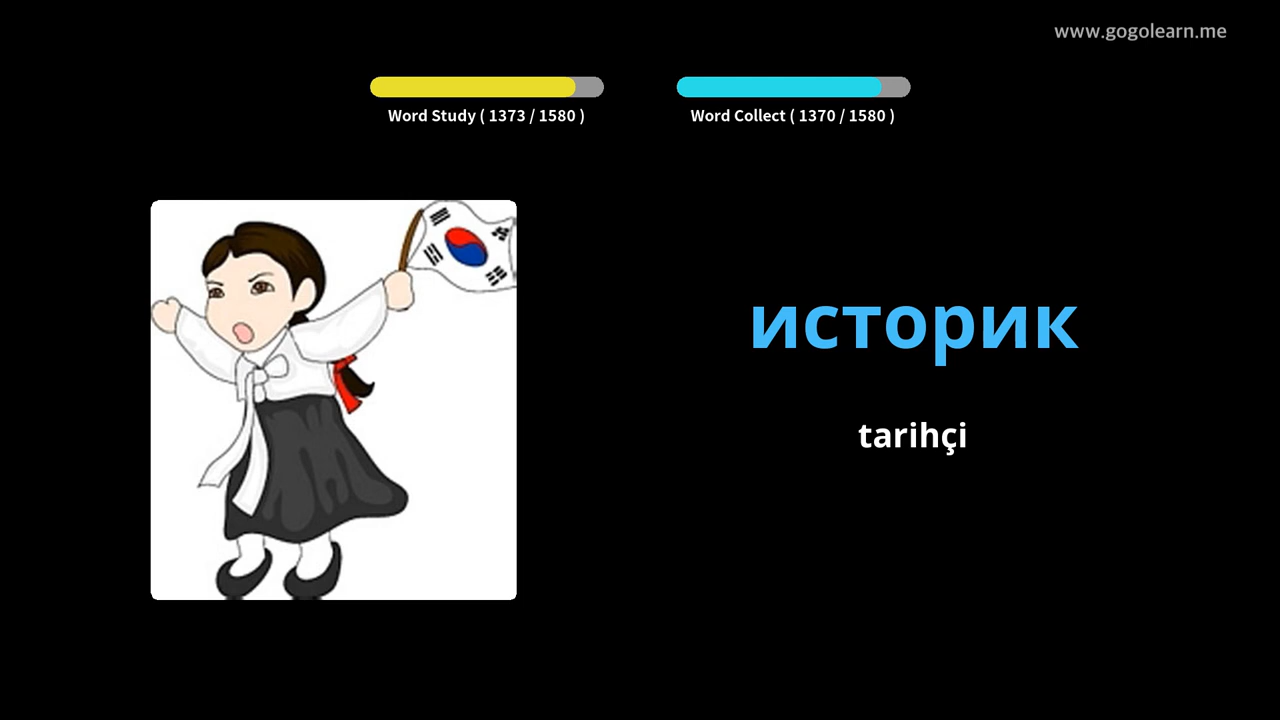 www.gogolearn.me
Word Study ( 1373 / 1580 )
Word Collect ( 1370 / 1580 )
историк
tarihçi